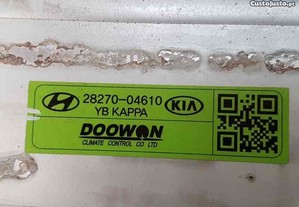 CustoJusto.pt
28270-04610 KIA
YB KAPPA
DOOWON
CLIMATE CONTROL CO LTD